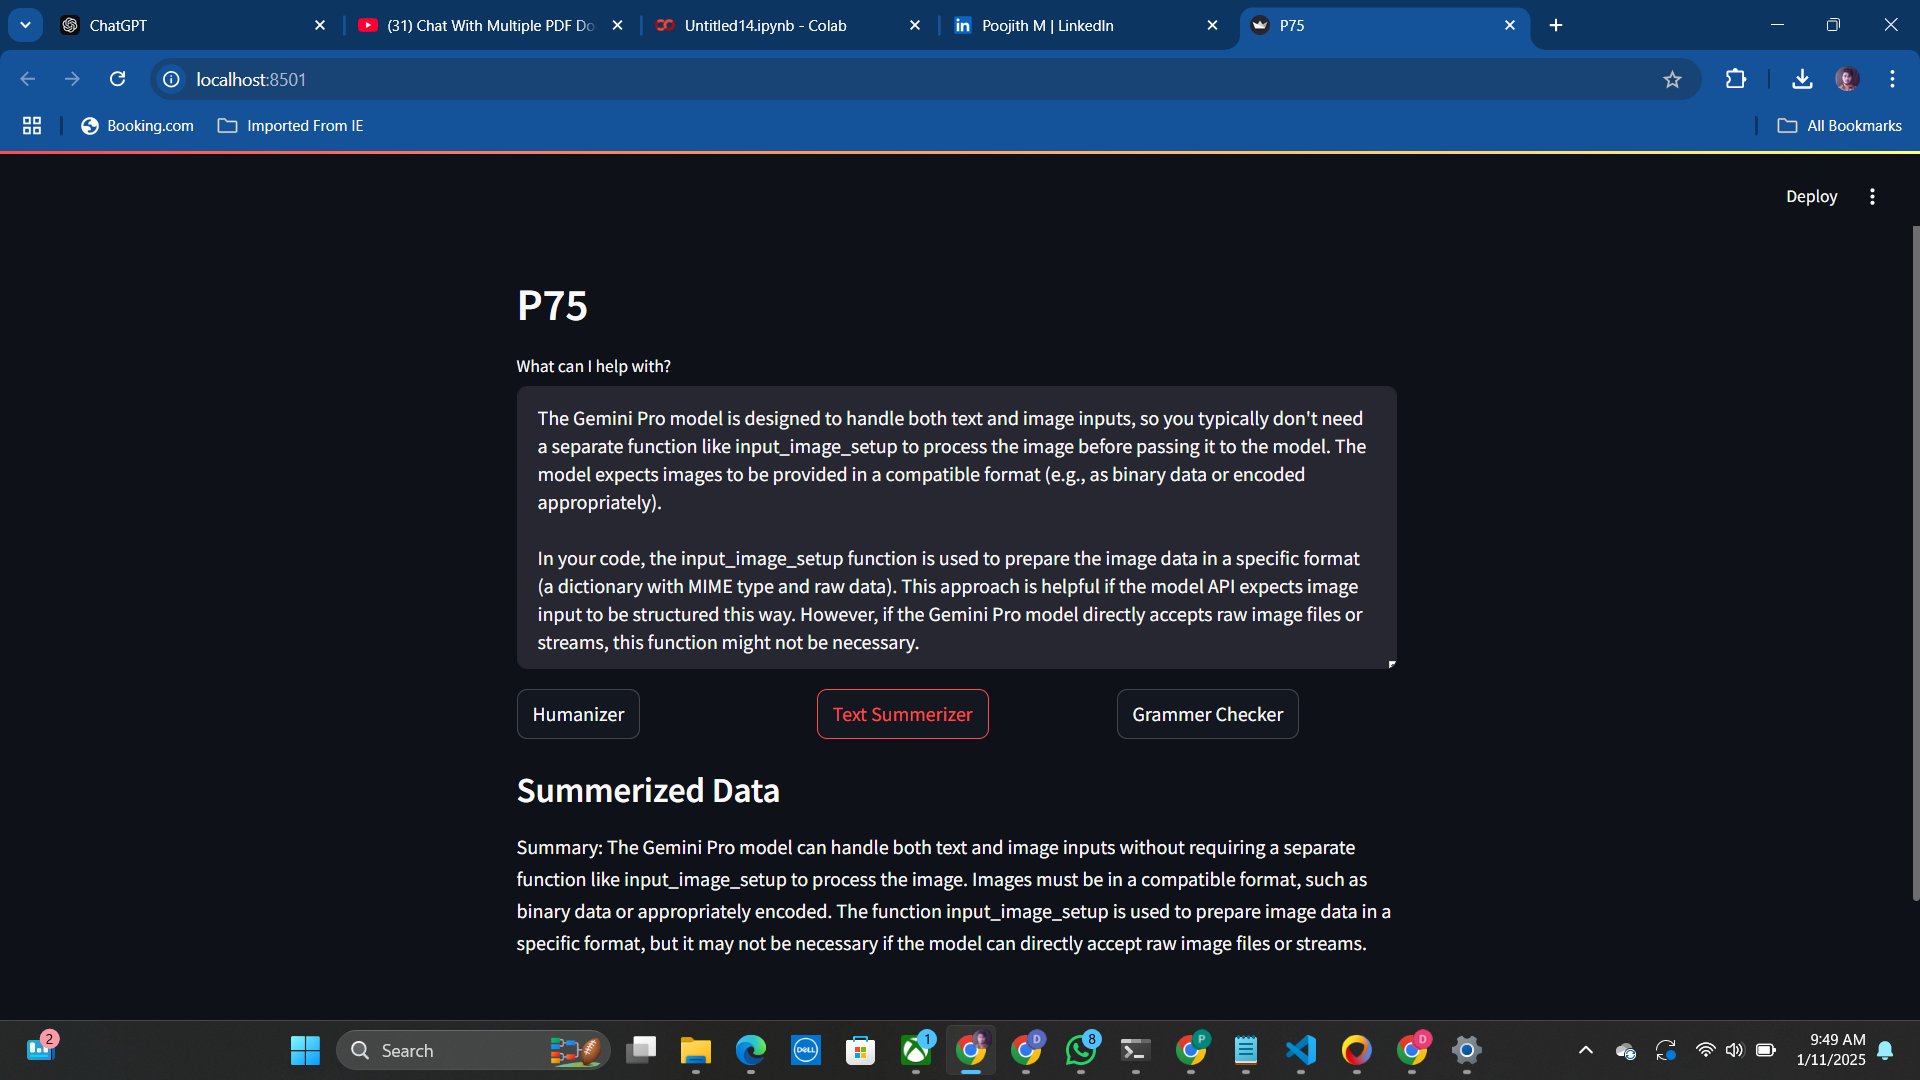 ChatGPT
(31) Chat With Multiple PDF Do
Untitled14.ipynb - Colab
Poojith M | LinkedIn
P75
localhost:8501
Booking.com
Imported From IE
All Bookmarks
Deploy
P75
What can I help with?
The Gemini Pro model is designed to handle both text and image inputs, so you typically don't need
a separate function like input_image_setup to process the image before passing it to the model. The
model expects images to be provided in a compatible format (e.g., as binary data or encoded
appropriately).
In your code, the input_image_setup function is used to prepare the image data in a specific format
(a dictionary with MIME type and raw data). This approach is helpful if the model API expects image
input to be structured this way. However, if the Gemini Pro model directly accepts raw image files or
streams, this function might not be necessary.
Humanizer
Text Summerizer
Grammer Checker
Summerized Data
Summary: The Gemini Pro model can handle both text and image inputs without requiring a separate
function like input_image_setup to process the image. Images must be in a compatible format, such as
binary data or appropriately encoded. The function input_image_setup is used to prepare image data in a
specific format, but it may not be necessary if the model can directly accept raw image files or streams.
2
Search
DELL
1
D
8
P
D
9:49 AM
1/11/2025